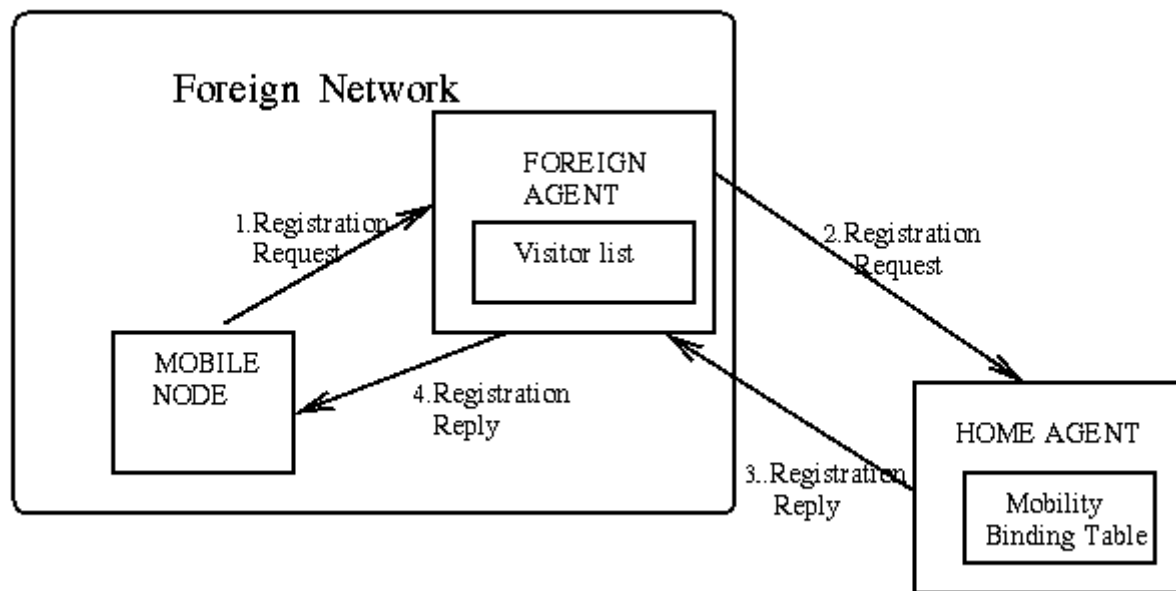 Foreign Network
FOREIGN
AGENT
Visitor list
1.Registration
Request
2.Registration
Request
MOBILE
NODE
4.Registration
Reply
HOME AGENT
3..Registration
Reply
Mobility
Binding Table